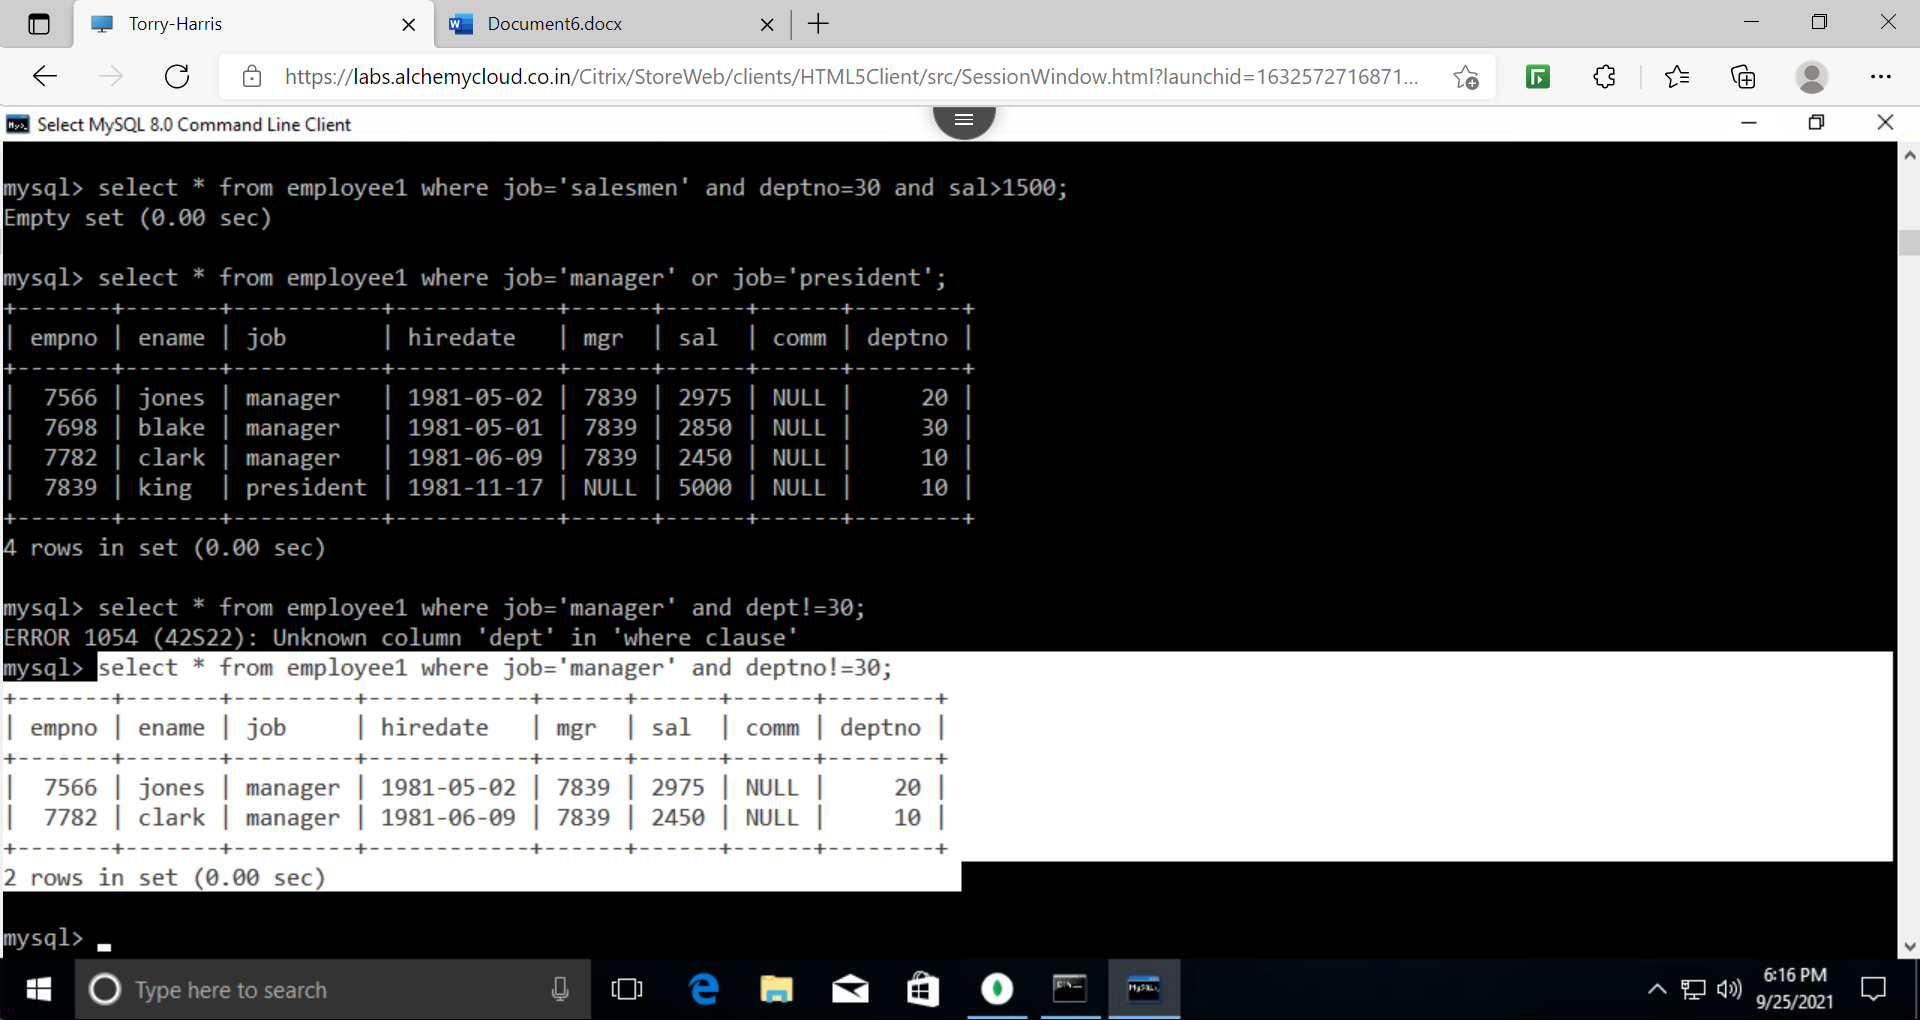 Torry-Harris
Document6.docx
https://labs.alchemycloud.co.in/Citrix/StoreWeb/clients/HTML5Client/src/SessionWindow.html?launchid=1632572716871...
Select MySQL 8.0 Command Line Client
mysql> select * from employee1 where job='salesmen' and deptno=30 and sal>1500;
Empty set (0.00 sec)
mysql> select * from employee1 where job='manager' or job='president';
+-------+-------+-----------+------------+------+------+------+--------+
| empno | ename | job       | hiredate   | mgr  | sal  | comm | deptno |
+-------+-------+-----------+------------+------+------+------+--------+
|  7566 | jones | manager   | 1981-05-02 | 7839 | 2975 | NULL |     20 |
|  7698 | blake | manager   | 1981-05-01 | 7839 | 2850 | NULL |     30 |
|  7782 | clark | manager   | 1981-06-09 | 7839 | 2450 | NULL |     10 |
|  7839 | king  | president | 1981-11-17 | NULL | 5000 | NULL |     10 |
+-------+-------+-----------+------------+------+------+------+--------+
4 rows in set (0.00 sec)
mysql> select * from employee1 where job='manager' and dept!=30;
ERROR 1054 (42S22): Unknown column 'dept' in 'where clause'
mysql> select * from employee1 where job='manager' and deptno!=30;
+-------+-------+---------+------------+------+------+------+--------+
| empno | ename | job     | hiredate   | mgr  | sal  | comm | deptno |
+-------+-------+---------+------------+------+------+------+--------+
|  7566 | jones | manager | 1981-05-02 | 7839 | 2975 | NULL |     20 |
|  7782 | clark | manager | 1981-06-09 | 7839 | 2450 | NULL |     10 |
+-------+-------+---------+------------+------+------+------+--------+
2 rows in set (0.00 sec)
mysql> _
Type here to search
6:16 PM
9/25/2021